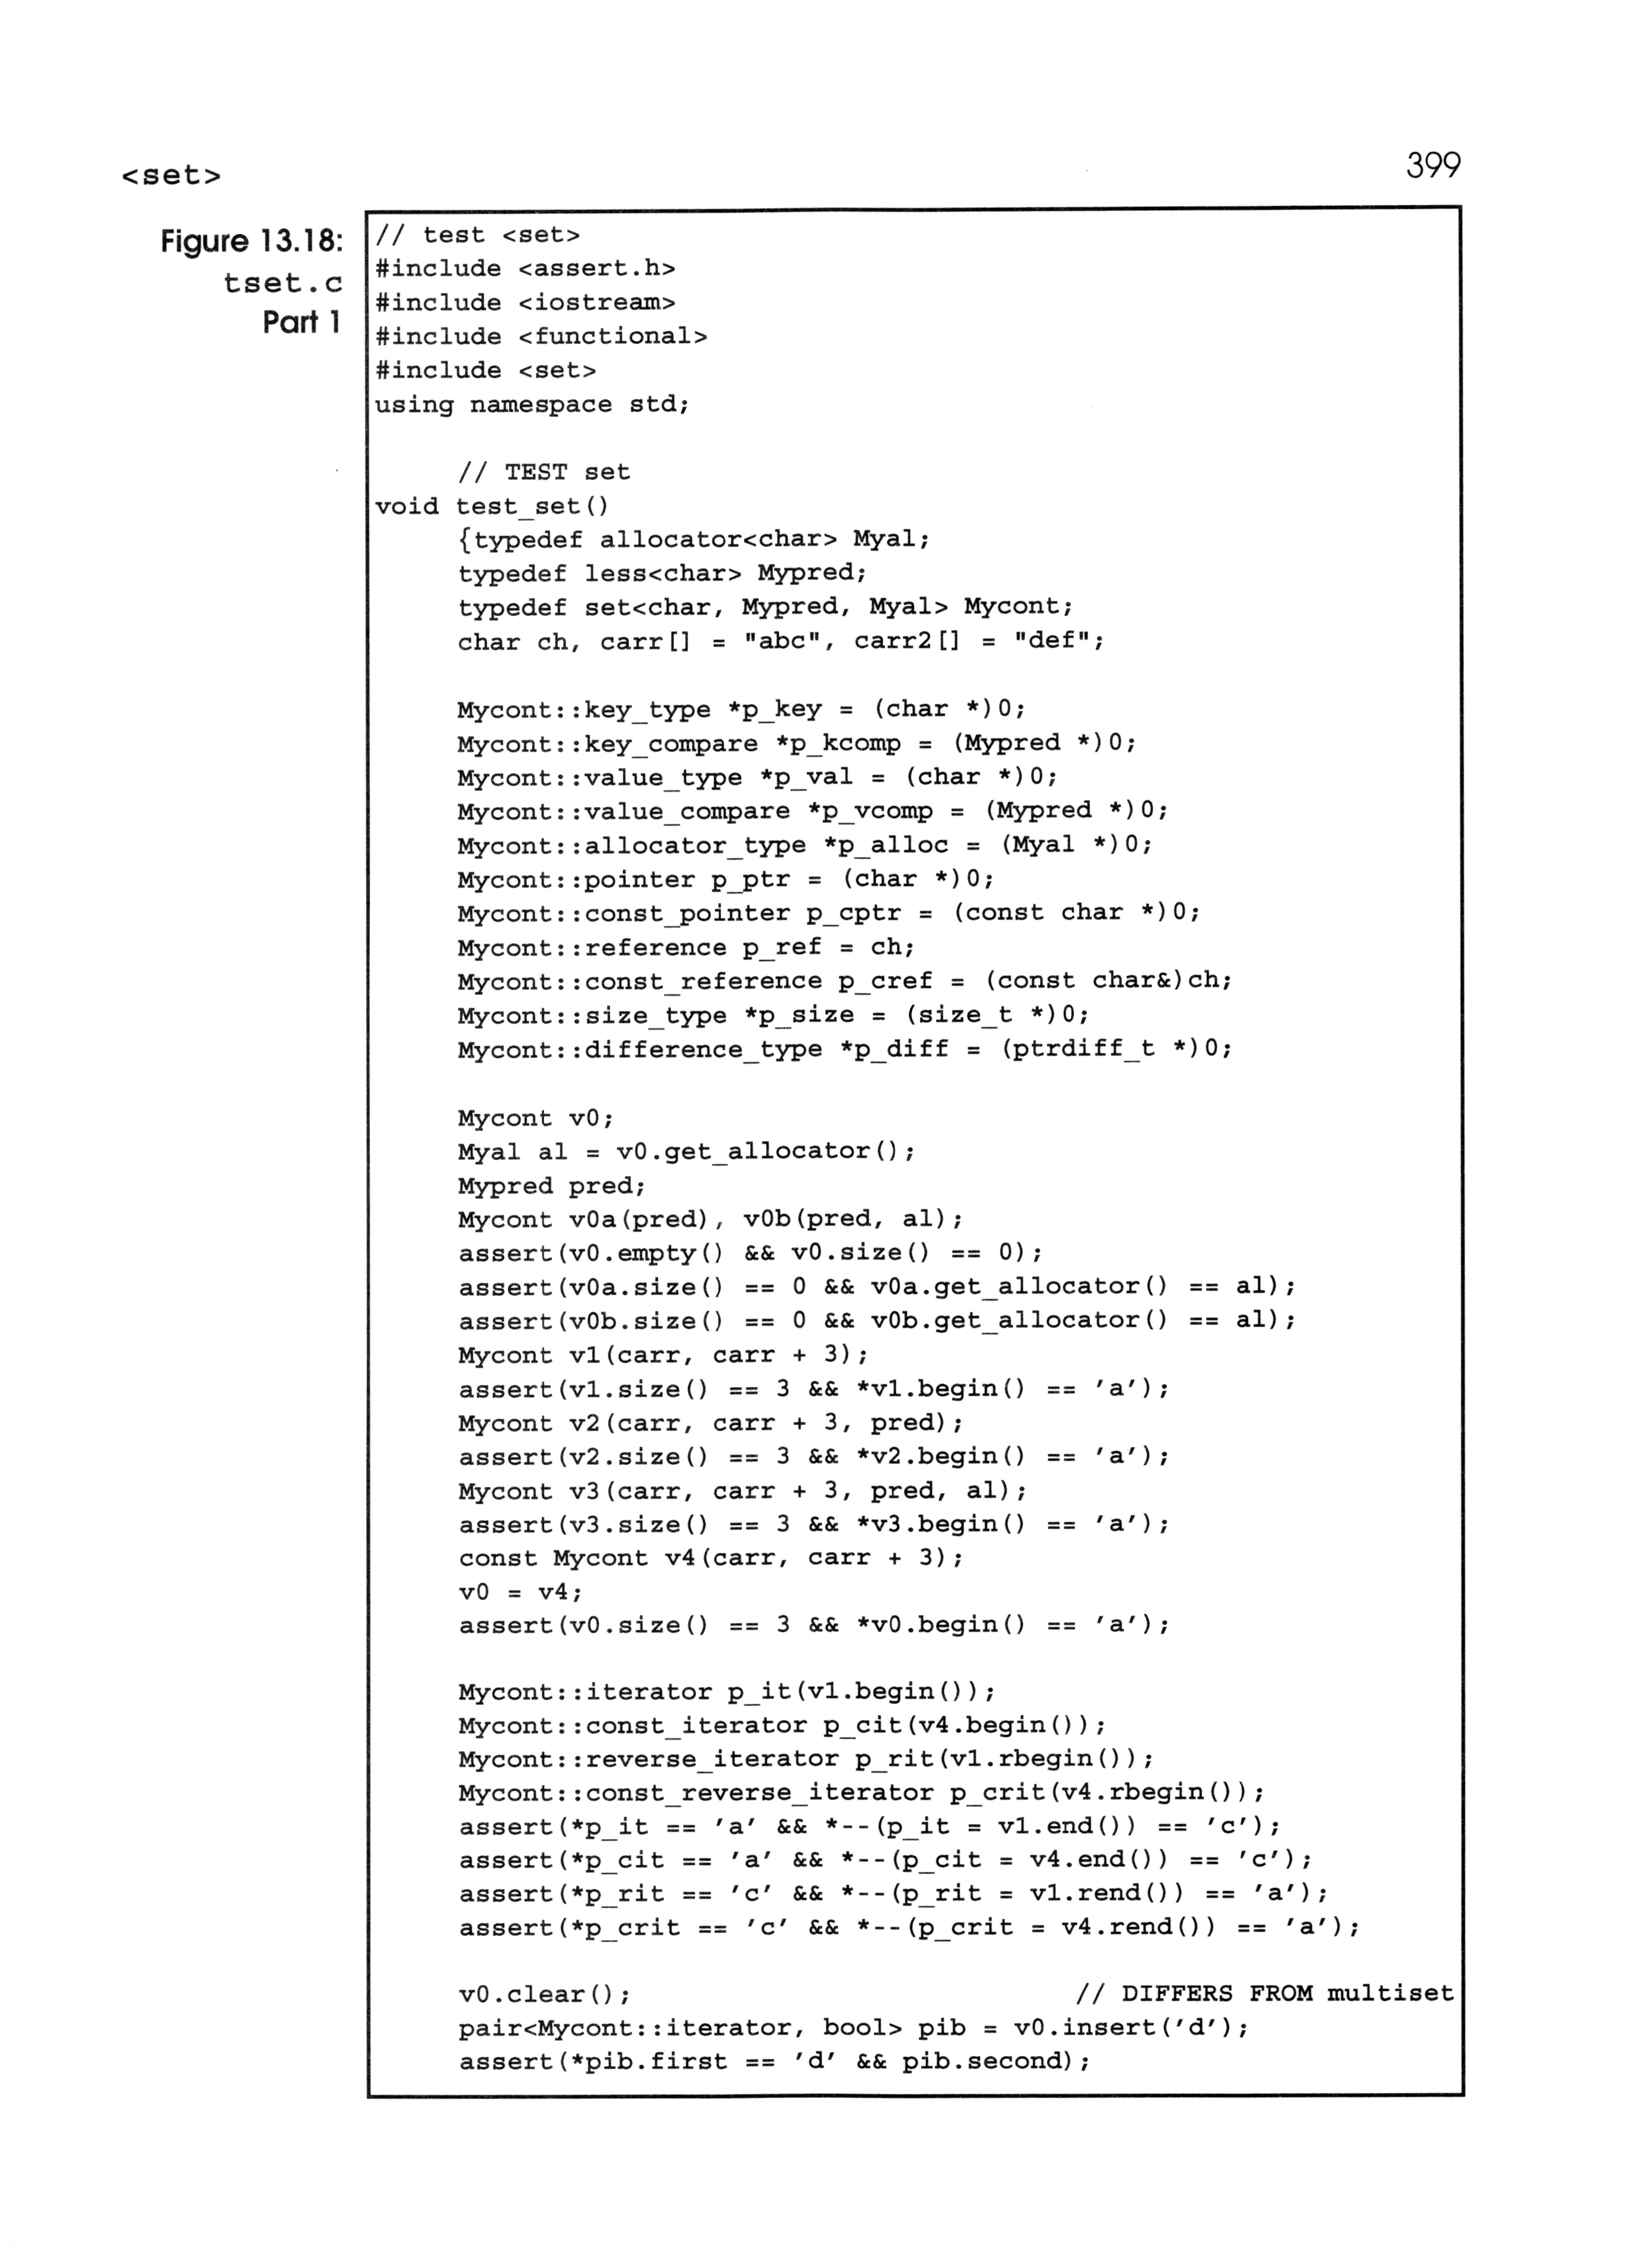 <set>
399
Figure 13.18:
tset.c
Part 1
// test <set>
#include <assert.h>
#include <iostream>
#include <functional>
#include <set>
using namespace std;
// TEST set
void test_set()
{typedef allocator<char> Myal;
typedef less<char> Mypred;
typedef set<char, Mypred, Myal> Mycont;
char ch, carr[] = "abc", carr2[] = "def";
Mycont::key_type *p_key = (char *)0;
Mycont::key_compare *p_kcomp = (Mypred *)0;
Mycont::value_type *p_val = (char *)0;
Mycont::value_compare *p_vcomp = (Mypred *)0;
Mycont::allocator_type *p_alloc = (Myal *)0;
Mycont::pointer p_ptr = (char *)0;
Mycont::const_pointer p_cptr = (const char *)0;
Mycont::reference p_ref = ch;
Mycont::const_reference p_cref = (const char&)ch;
Mycont::size_type *p_size = (size_t *)0;
Mycont::difference_type *p_diff = (ptrdiff_t *)0;
Mycont v0;
Myal al = v0.get_allocator();
Mypred pred;
Mycont v0a(pred), v0b(pred, al);
assert(v0.empty() && v0.size() == 0);
assert(v0a.size() == 0 && v0a.get_allocator() == al);
assert(v0b.size() == 0 && v0b.get_allocator() == al);
Mycont v1(carr, carr + 3);
assert(v1.size() == 3 && *v1.begin() == 'a');
Mycont v2(carr, carr + 3, pred);
assert(v2.size() == 3 && *v2.begin() == 'a');
Mycont v3(carr, carr + 3, pred, al);
assert(v3.size() == 3 && *v3.begin() == 'a');
const Mycont v4(carr, carr + 3);
v0 = v4;
assert(v0.size() == 3 && *v0.begin() == 'a');
Mycont::iterator p_it(v1.begin());
Mycont::const_iterator p_cit(v4.begin());
Mycont::reverse_iterator p_rit(v1.rbegin());
Mycont::const_reverse_iterator p_crit(v4.rbegin());
assert(*p_it == 'a' && *--(p_it = v1.end()) == 'c');
assert(*p_cit == 'a' && *--(p_cit = v4.end()) == 'c');
assert(*p_rit == 'c' && *--(p_rit = v1.rend()) == 'a');
assert(*p_crit == 'c' && *--(p_crit = v4.rend()) == 'a');
v0.clear(); // DIFFERS FROM multiset
pair<Mycont::iterator, bool> pib = v0.insert('d');
assert(*pib.first == 'd' && pib.second);